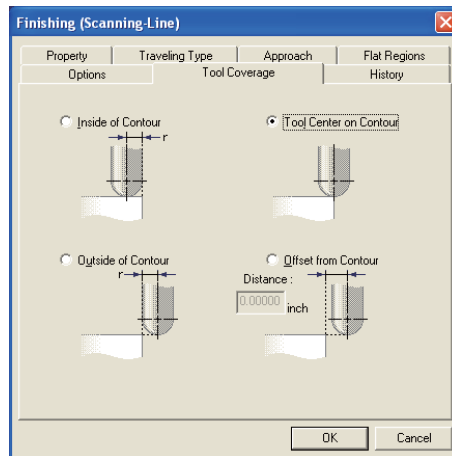 Finishing (Scanning-Line)
Property Traveling Type Approach Flat Regions
Options Tool Coverage History
Inside of Contour
r
Tool Center on Contour
Outside of Contour
r
Offset from Contour
Distance :
0.00000 inch
OK Cancel